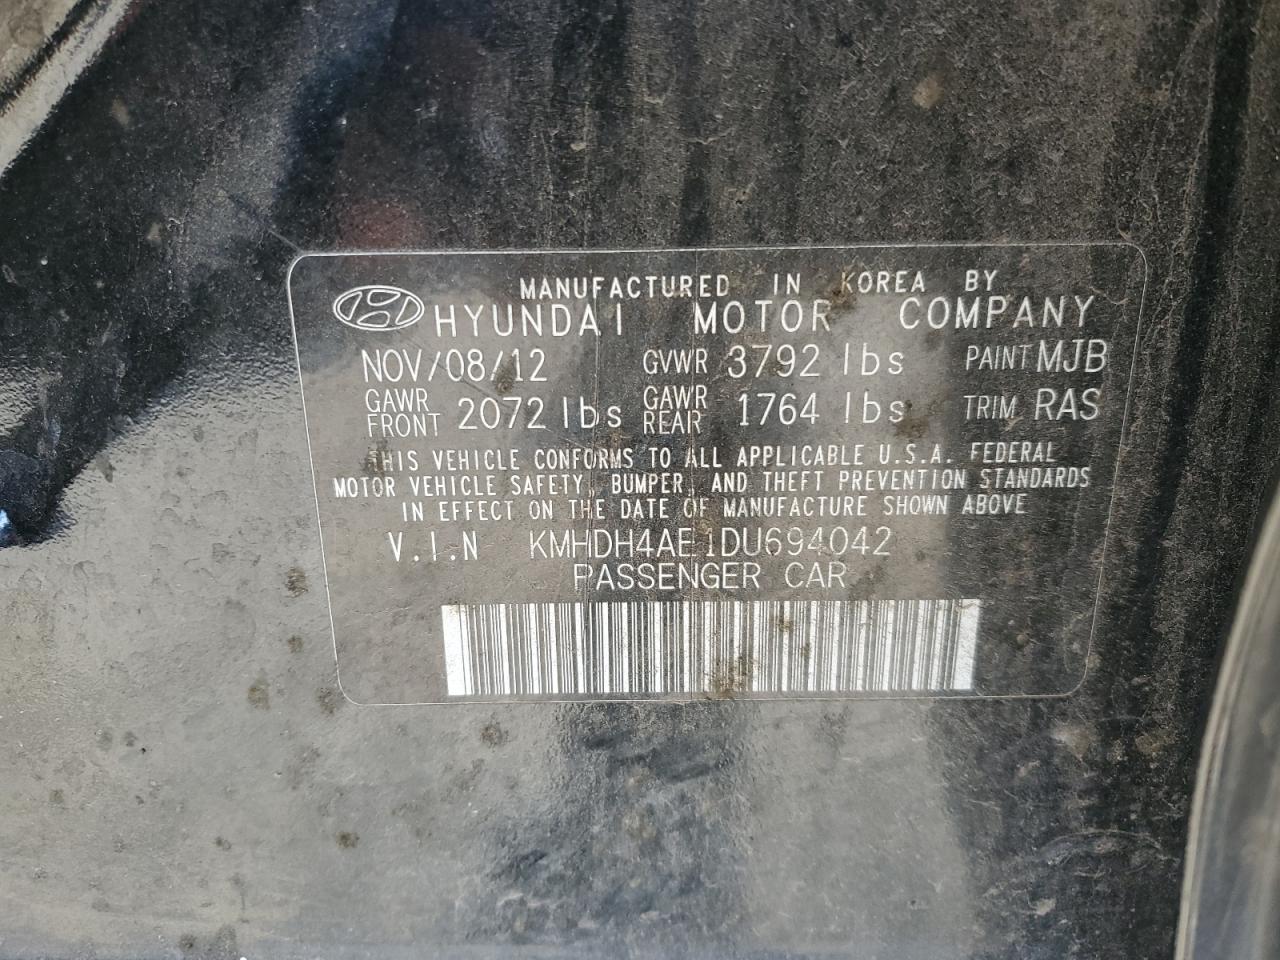 MANUFACTURED IN KOREA BY
HYUNDAI MOTOR COMPANY
NOV/08/12 GVWR 3792 lbs PAINT MJB
GAWR FRONT 2072 lbs GAWR REAR 1764 lbs TRIM RAS
THIS VEHICLE CONFORMS TO ALL APPLICABLE U.S.A. FEDERAL
MOTOR VEHICLE SAFETY, BUMPER, AND THEFT PREVENTION STANDARDS
IN EFFECT ON THE DATE OF MANUFACTURE SHOWN ABOVE
V.I.N KMHDH4AE1DU694042
PASSENGER CAR